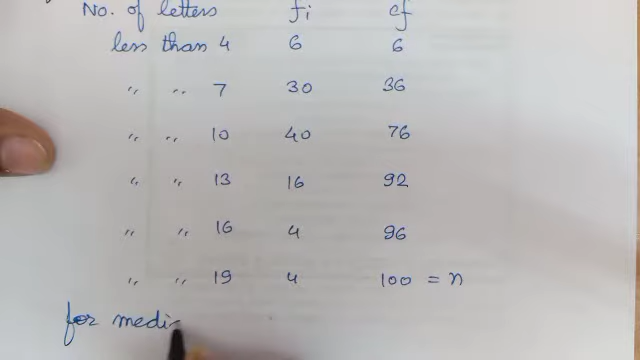 No. of letters fi cf
less than 4 6 6
" " 7 30 36
" " 10 40 76
" " 13 16 92
" " 16 4 96
" " 19 4 100 = n
for medi